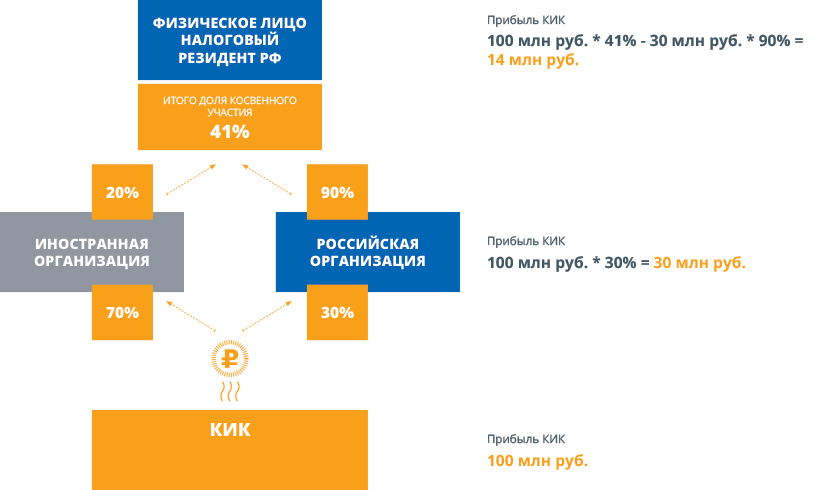 ФИЗИЧЕСКОЕ ЛИЦО
НАЛОГОВЫЙ
РЕЗИДЕНТ РФ
ИТОГО ДОЛЯ КОСВЕННОГО
УЧАСТИЯ
41%
Прибыль КИК
100 млн руб. * 41% - 30 млн руб. * 90% =
14 млн руб.
20%
90%
ИНОСТРАННАЯ
ОРГАНИЗАЦИЯ
РОССИЙСКАЯ
ОРГАНИЗАЦИЯ
Прибыль КИК
100 млн руб. * 30% = 30 млн руб.
70%
30%
₽
КИК
Прибыль КИК
100 млн руб.